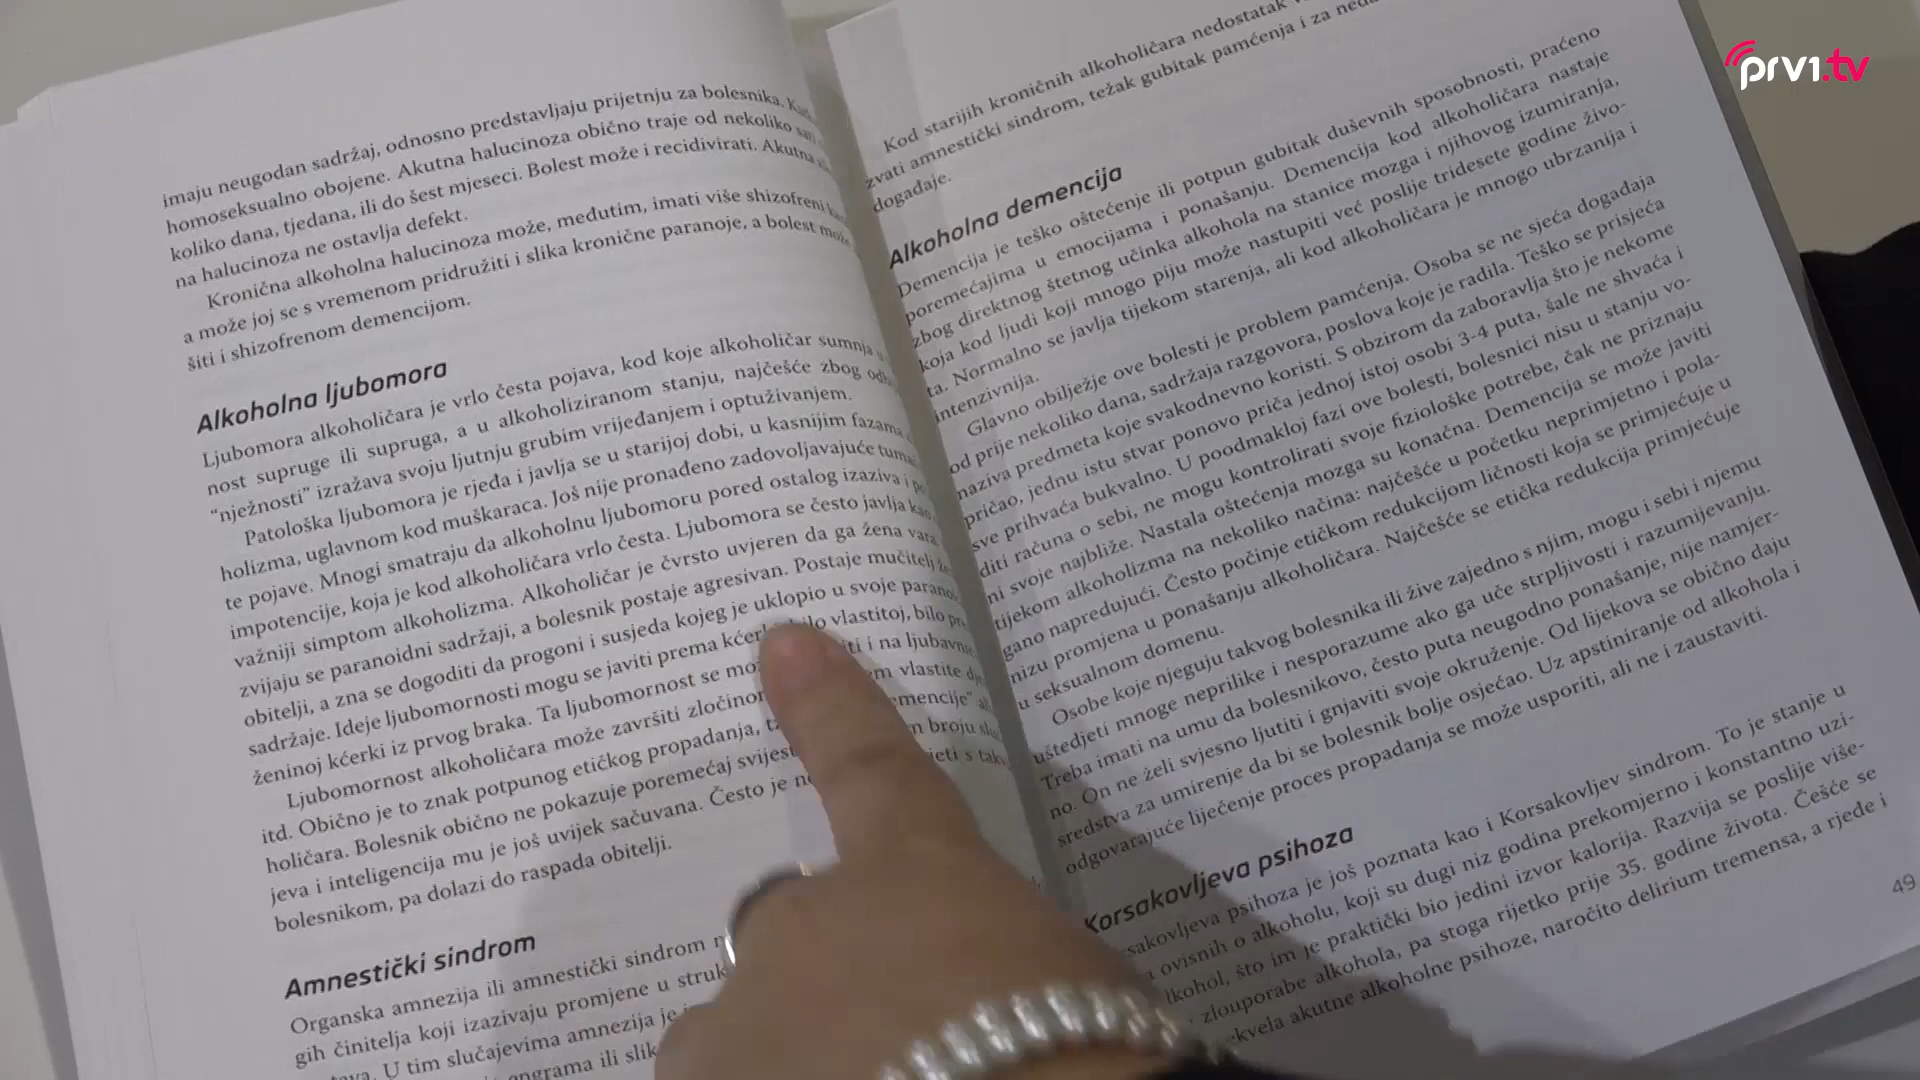 imaju neugodan sadržaj, odnosno predstavljaju prijetnju za bolesnika.
homoseksualno obojene. Akutna halucinoza obično traje od nekoliko sati
koliko dana, tjedana, ili do šest mjeseci. Bolest može i recidivirati. Akutna
na halucinoza ne ostavlja defekt.
Kronična alkoholna halucinoza može, međutim, imati više shizofreni
a može joj se s vremenom pridružiti i slika kronične paranoje, a bolest može
šiti i shizofrenom demencijom.
Alkoholna ljubomora
Ljubomora alkoholičara je vrlo česta pojava, kod koje alkoholičar sumnja
nost supruge ili supruga, a u alkoholiziranom stanju, najčešće zbog
“nježnosti” izražava svoju ljutnju grubim vrijeđanjem i optuživanjem.
Patološka ljubomora je rjeđa i javlja se u starijoj dobi, u kasnijim fazama
holizma, uglavnom kod muškaraca. Još nije pronađeno zadovoljavajuće
te pojave. Mnogi smatraju da alkoholnu ljubomoru pored ostalog izaziva i
impotencije, koja je kod alkoholičara vrlo česta. Ljubomora se često javlja kao
važniji simptom alkoholizma. Alkoholičar je čvrsto uvjeren da ga žena vara
zvijaju se paranoidni sadržaji, a bolesnik postaje agresivan. Postaje mučitelj
obitelji, a zna se dogoditi da progoni i susjeda kojeg je uklopio u svoje
sadržaje. Ideje ljubomornosti mogu se javiti prema kćerki bilo vlastitoj, bilo
ženinoj kćerki iz prvog braka. Ta ljubomornost se i na
Ljubomornost alkoholičara može završiti vlastite
itd. Obično je to znak potpunog etičkog propadanja,
holičara. Bolesnik obično ne pokazuje poremećaj broju
jeva i inteligencija mu je još uvijek sačuvana. Često je s
bolesnikom, pa dolazi do raspada obitelji.
Amnestički sindrom
Organska amnezija ili amnestički sindrom
gih činitelja koji izazivaju promjene u
U tim slučajevima amnezija je
ili
Kod starijih kroničnih alkoholičara nedostatak
zvati amnestički sindrom, težak gubitak pamćenja i za
događaje.
Alkoholna demencija
Demencija je teško oštećenje ili potpun gubitak duševnih sposobnosti, praćeno
poremećajima u emocijama i ponašanju. Demencija kod alkoholičara nastaje
zbog direktnog štetnog učinka alkohola na stanice mozga i njihovog izumiranja,
koja kod ljudi koji mnogo piju može nastupiti već poslije tridesete godine živo-
ta. Normalno se javlja tijekom starenja, ali kod alkoholičara je mnogo ubrzanija i
intenzivnija.
Glavno obilježje ove bolesti je problem pamćenja. Osoba se ne sjeća događaja
od prije nekoliko dana, sadržaja razgovora, poslova koje je radila. Teško se prisjeća
naziva predmeta koje svakodnevno koristi. S obzirom da zaboravlja što je nekome
pričao, jednu istu stvar ponovo priča jednoj istoj osobi 3-4 puta, šale ne shvaća i
sve prihvaća bukvalno. U poodmakloj fazi ove bolesti, bolesnici nisu u stanju vo-
diti računa o sebi, ne mogu kontrolirati svoje fiziološke potrebe, čak ne priznaju
ni svoje najbliže. Nastala oštećenja mozga su konačna. Demencija se može javiti
tijekom alkoholizma na nekoliko načina: najčešće u početku neprimjetno i pola-
gano napredujući. Često počinje etičkom redukcijom ličnosti koja se primjećuje u
nizu promjena u ponašanju alkoholičara. Najčešće se etička redukcija primjećuje
u seksualnom domenu.
Osobe koje njeguju takvog bolesnika ili žive zajedno s njim, mogu i sebi i njemu
uštedjeti mnoge neprilike i nesporazume ako ga uče strpljivosti i razumijevanju.
Treba imati na umu da bolesnikovo, često puta neugodno ponašanje, nije namjer-
no. On ne želi svjesno ljutiti i gnjaviti svoje okruženje. Od lijekova se obično daju
sredstva za umirenje da bi se bolesnik bolje osjećao. Uz apstiniranje od alkohola i
odgovarajuće liječenje proces propadanja se može usporiti, ali ne i zaustaviti.
Korsakovljeva psihoza
psihoza je još poznata kao i Korsakovljev sindrom. To je stanje u
ovisnih o alkoholu, koji su dugi niz godina prekomjerno i konstantno uzi-
što im je praktički bio jedini izvor kalorija. Razvija se poslije više-
zlouporabe alkohola, pa stoga rijetko prije 35. godine života. Češće se
akutne alkoholne psihoze, naročito delirium tremensa, a rjeđe i
49
prv1.tv